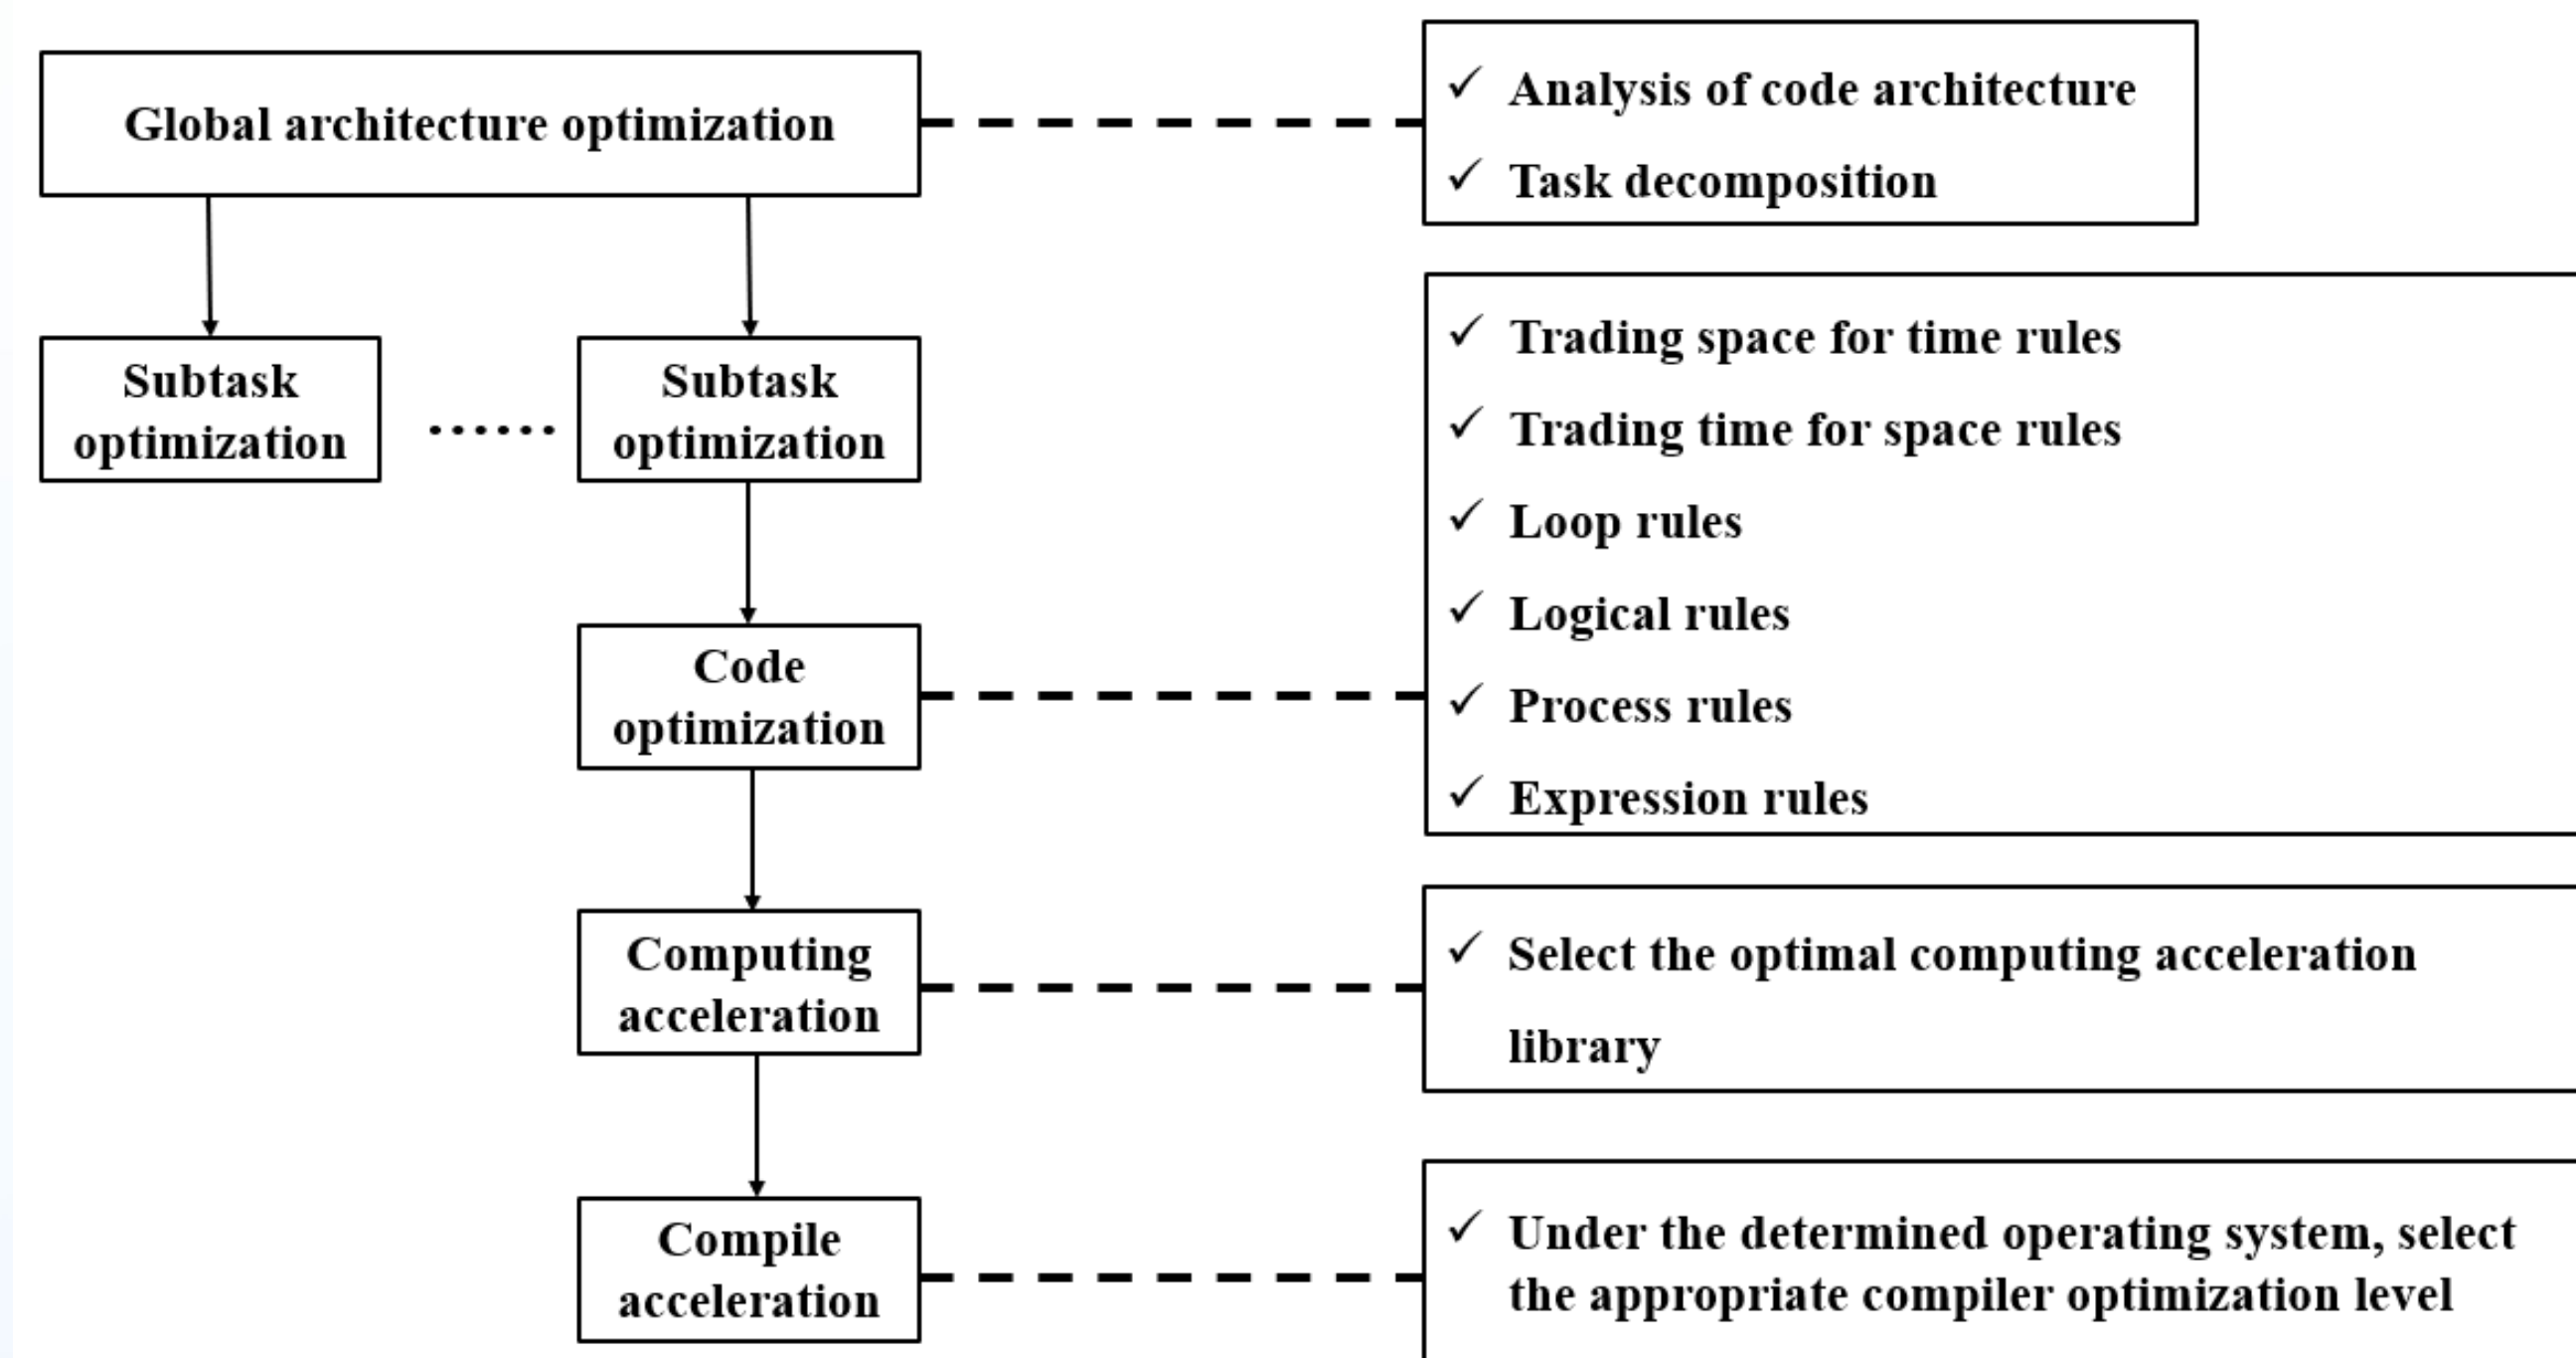 Global architecture optimization
✓ Analysis of code architecture
✓ Task decomposition
Subtask
optimization
......
Subtask
optimization
✓ Trading space for time rules
✓ Trading time for space rules
✓ Loop rules
✓ Logical rules
✓ Process rules
✓ Expression rules
Code
optimization
Computing
acceleration
✓ Select the optimal computing acceleration
library
Compile
acceleration
✓ Under the determined operating system, select
the appropriate compiler optimization level